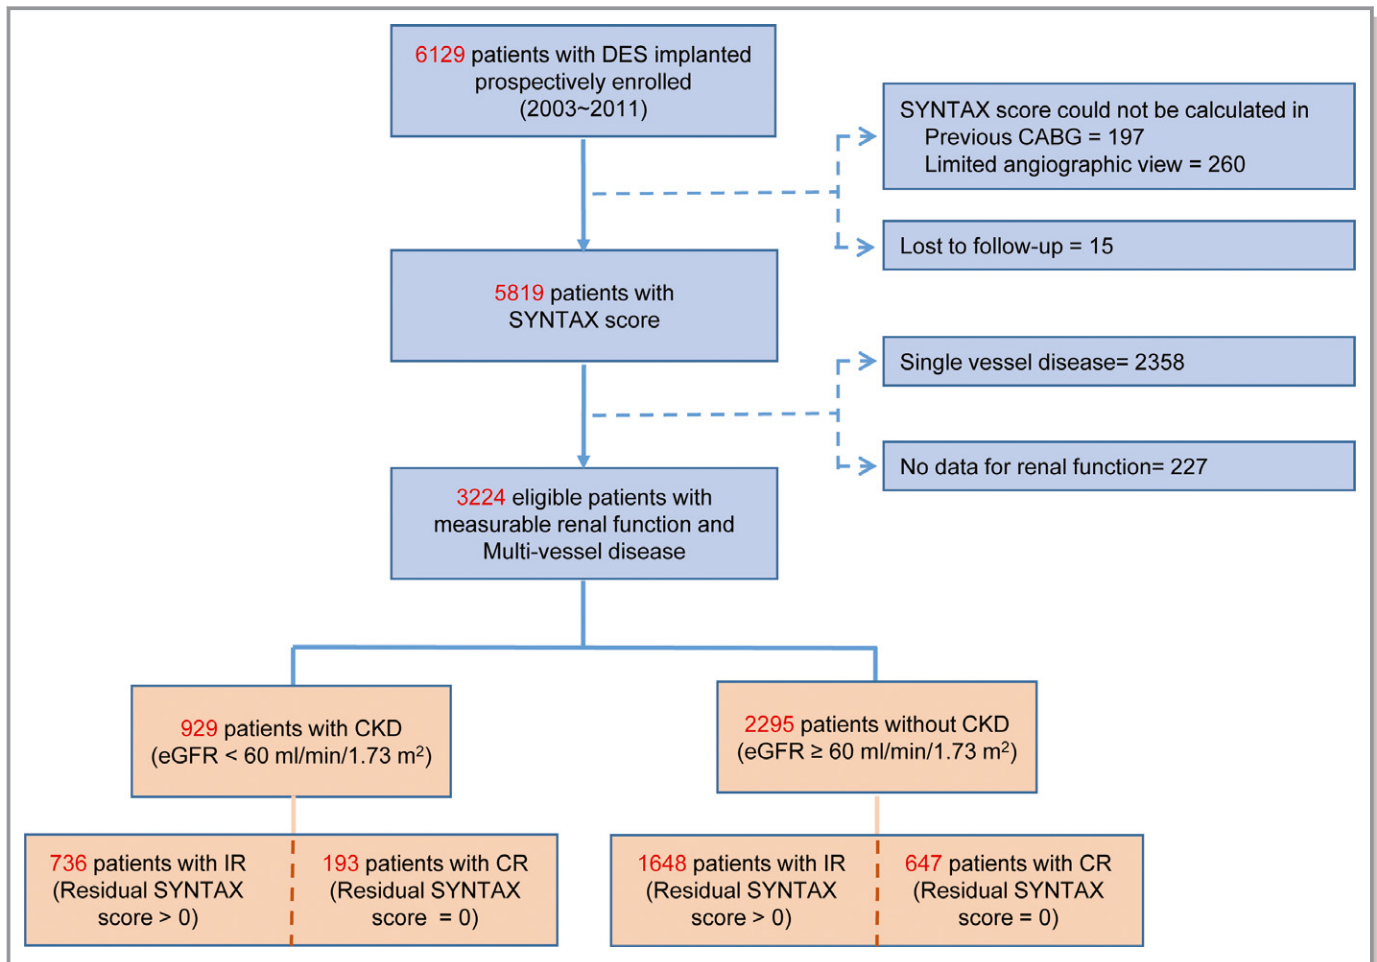 6129 patients with DES implanted
prospectively enrolled
(2003~2011)
SYNTAX score could not be calculated in
Previous CABG = 197
Limited angiographic view = 260
Lost to follow-up = 15
5819 patients with
SYNTAX score
Single vessel disease= 2358
No data for renal function= 227
3224 eligible patients with
measurable renal function and
Multi-vessel disease
929 patients with CKD
(eGFR < 60 ml/min/1.73 m²)
2295 patients without CKD
(eGFR ≥ 60 ml/min/1.73 m²)
736 patients with IR
(Residual SYNTAX
score > 0)
193 patients with CR
(Residual SYNTAX
score = 0)
1648 patients with IR
(Residual SYNTAX
score > 0)
647 patients with CR
(Residual SYNTAX
score = 0)